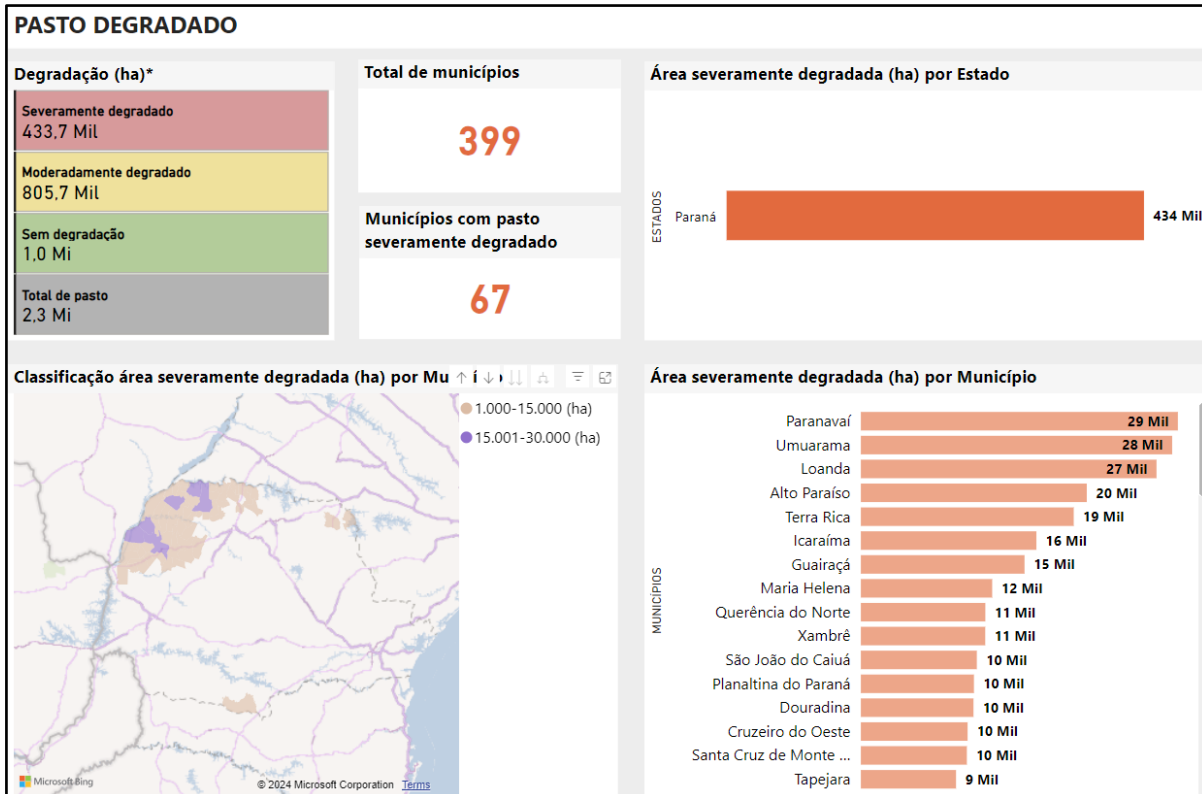 PASTO DEGRADADO
Degradação (ha)*
Severamente degradado
433,7 Mil
Moderadamente degradado
805,7 Mil
Sem degradação
1,0 Mi
Total de pasto
2,3 Mi
Total de municípios
399
Municípios com pasto
severamente degradado
67
Área severamente degradada (ha) por Estado
ESTADOS
Paraná
434 Mil
Classificação área severamente degradada (ha) por Mu í
1.000-15.000 (ha)
15.001-30.000 (ha)
Microsoft Bing
© 2024 Microsoft Corporation Terms
Área severamente degradada (ha) por Município
MUNICÍPIOS
Paranavaí 29 Mil
Umuarama 28 Mil
Loanda 27 Mil
Alto Paraíso 20 Mil
Terra Rica 19 Mil
Icaraíma 16 Mil
Guairaçá 15 Mil
Maria Helena 12 Mil
Querência do Norte 11 Mil
Xambrê 11 Mil
São João do Caiuá 10 Mil
Planaltina do Paraná 10 Mil
Douradina 10 Mil
Cruzeiro do Oeste 10 Mil
Santa Cruz de Monte ... 10 Mil
Tapejara 9 Mil